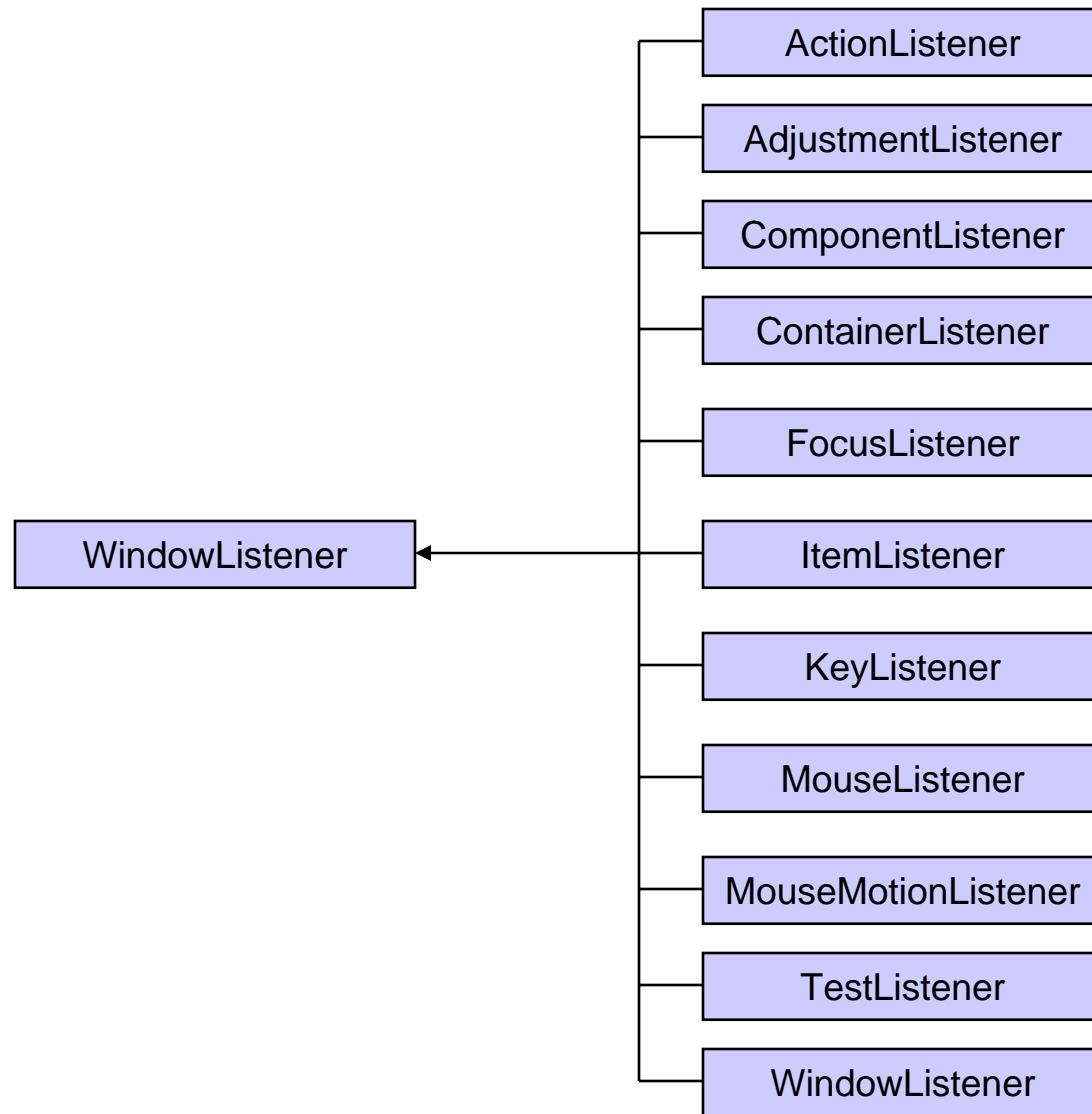 ActionListener
AdjustmentListener
ComponentListener
ContainerListener
FocusListener
WindowListener
ItemListener
KeyListener
MouseListener
MouseMotionListener
TestListener
WindowListener